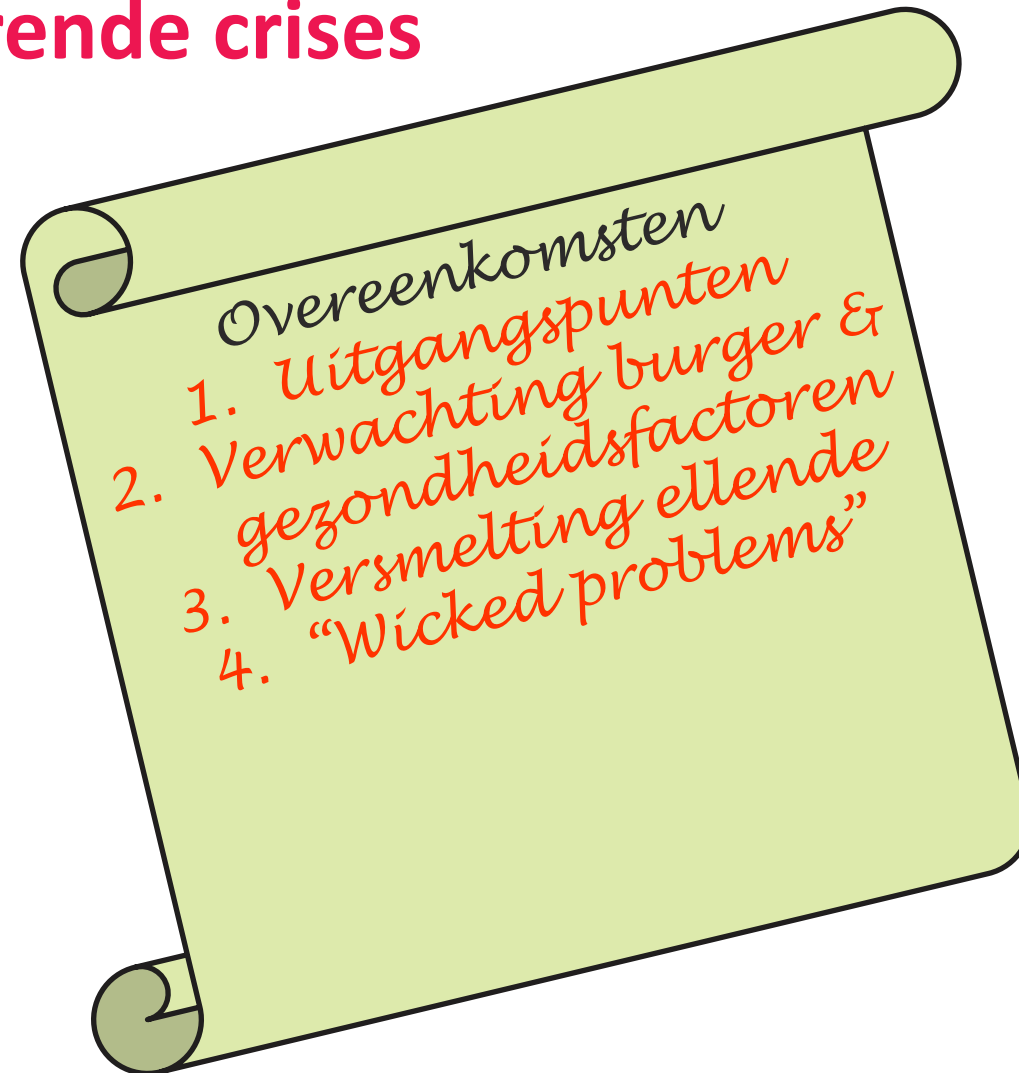 rende crises
Overeenkomsten
1. Uitgangspunten
2. Verwachting burger &
gezondheidsfactoren
3. Versmelting ellende
4. “Wicked problems”